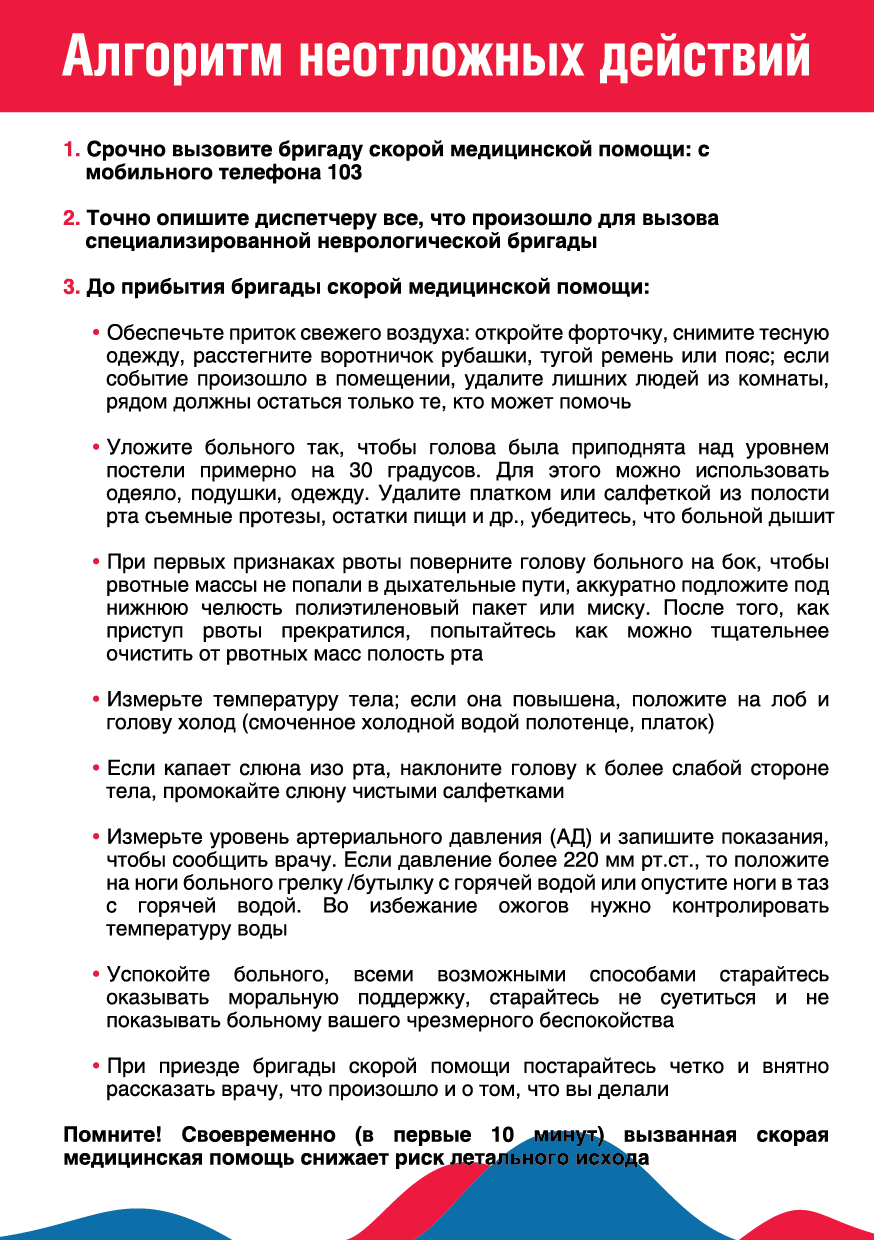 Алгоритм неотложных действий
1. Срочно вызовите бригаду скорой медицинской помощи: с
мобильного телефона 103
2. Точно опишите диспетчеру все, что произошло для вызова
специализированной неврологической бригады
3. До прибытия бригады скорой медицинской помощи:
• Обеспечьте приток свежего воздуха: откройте форточку, снимите тесную
одежду, расстегните воротничок рубашки, тугой ремень или пояс; если
событие произошло в помещении, удалите лишних людей из комнаты,
рядом должны остаться только те, кто может помочь
• Уложите больного так, чтобы голова была приподнята над уровнем
постели примерно на 30 градусов. Для этого можно использовать
одеяло, подушки, одежду. Удалите платком или салфеткой из полости
рта съемные протезы, остатки пищи и др., убедитесь, что больной дышит
• При первых признаках рвоты поверните голову больного на бок, чтобы
рвотные массы не попали в дыхательные пути, аккуратно подложите под
нижнюю челюсть полиэтиленовый пакет или миску. После того, как
приступ рвоты прекратился, попытайтесь как можно тщательнее
очистить от рвотных масс полость рта
• Измерьте температуру тела; если она повышена, положите на лоб и
голову холод (смоченное холодной водой полотенце, платок)
• Если капает слюна изо рта, наклоните голову к более слабой стороне
тела, промокайте слюну чистыми салфетками
• Измерьте уровень артериального давления (АД) и запишите показания,
чтобы сообщить врачу. Если давление более 220 мм рт.ст., то положите
на ноги больного грелку /бутылку с горячей водой или опустите ноги в таз
с горячей водой. Во избежание ожогов нужно контролировать
температуру воды
• Успокойте больного, всеми возможными способами старайтесь
оказывать моральную поддержку, старайтесь не суетиться и не
показывать больному вашего чрезмерного беспокойства
• При приезде бригады скорой помощи постарайтесь четко и внятно
рассказать врачу, что произошло и о том, что вы делали
Помните! Своевременно (в первые 10 минут) вызванная скорая
медицинская помощь снижает риск летального исхода